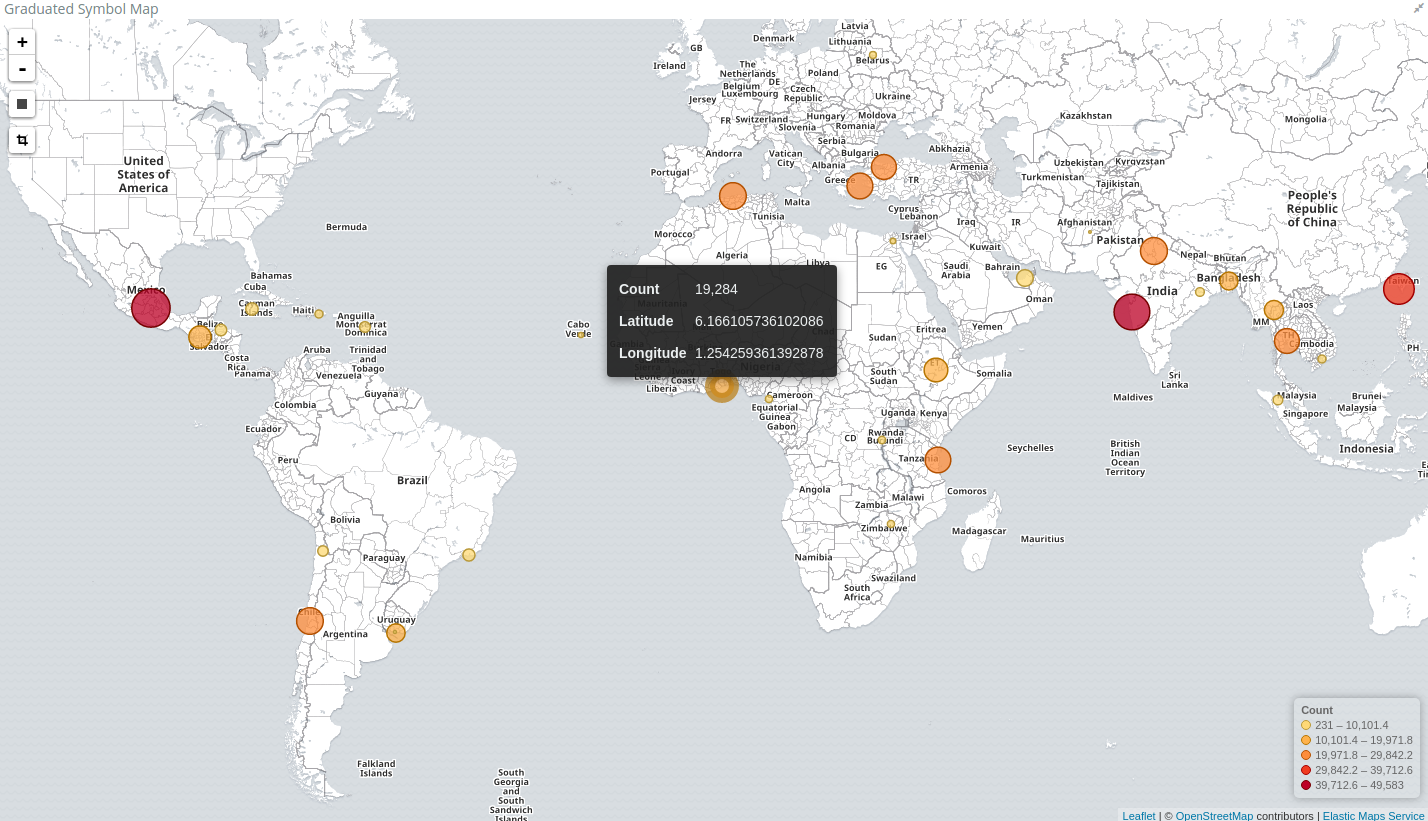 Graduated Symbol Map
+
-
Latvia
Denmark
Lithuania
GB
Belarus
Ireland
The
Netherlands
Poland
DE
Belgium
Luxembourg
Czech
Republic
Jersey
Ukraine
Kazakhstan
Mongolia
FR
Switzerland
Hungary
Moldova
Slovenia
Romania
Serbia
Andorra
Vatican
City
Bulgaria
Abkhazia
Albania
Armenia
Uzbekistan
Kyrgyzstan
Portugal
Greece
TR
Turkmenistan
Tajikistan
United
States of
America
People's
Republic
of China
Malta
Tunisia
Cyprus
Lebanon
Iraq
IR
Afghanistan
Bermuda
Morocco
Israel
Pakistan
Algeria
Kuwait
Nepal
Bhutan
Libya
EG
Saudi
Arabia
Bahrain
Bahamas
Cuba
Bangladesh
Taiwan
Mexico
India
Oman
Cayman
Islands
Haiti
Anguilla
Montserrat
Dominica
Cabo
Verde
Mauritania
Laos
MM
Belize
Salvador
Sudan
Eritrea
Yemen
Cambodia
PH
Costa
Rica
Panama
Aruba
Trinidad
and
Tobago
Venezuela
Count 19,284
Latitude 6.166105736102086
Longitude 1.254259361392878
Nigeria
Leone
Ivory
Coast
Liberia
South
Sudan
ET
Somalia
Sri
Lanka
Maldives
Guyana
Colombia
Cameroon
Equatorial
Guinea
Gabon
Malaysia
Singapore
Brunei
Malaysia
Uganda
Kenya
Ecuador
CD
Rwanda
Burundi
Seychelles
British
Indian
Ocean
Territory
Indonesia
Peru
Tanzania
Brazil
Angola
Malawi
Comoros
Zambia
Bolivia
Zimbabwe
Madagascar
Mauritius
Paraguay
Namibia
Swaziland
South
Africa
Chile
Uruguay
Argentina
Falkland
Islands
South
Georgia
and
South
Sandwich
Islands
Count
231 – 10,101.4
10,101.4 – 19,971.8
19,971.8 – 29,842.2
29,842.2 – 39,712.6
39,712.6 – 49,583
Leaflet | © OpenStreetMap contributors | Elastic Maps Service